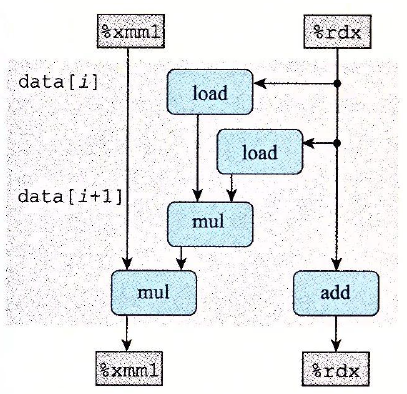 %xmm1 %rdx
data[i] load
load
data[i+1]
mul
mul add
%xmm1 %rdx